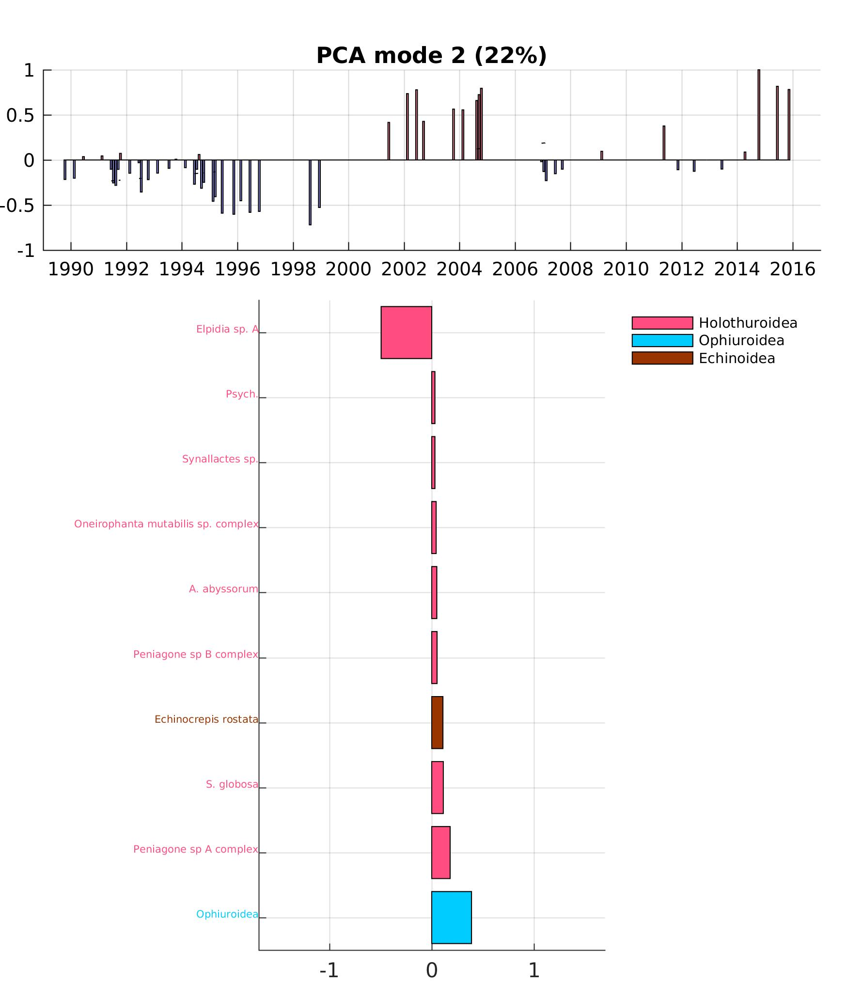 PCA mode 2 (22%)
1
0.5
0
-0.5
-1
1990 1992 1994 1996 1998 2000 2002 2004 2006 2008 2010 2012 2014 2016
Elpidia sp. A
Psych.
Synallactes sp.
Oneirophanta mutabilis sp. complex
A. abyssorum
Peniagone sp B complex
Echinocrepis rostata
S. globosa
Peniagone sp A complex
Ophiuroidea
-1 0 1
Holothuroidea
Ophiuroidea
Echinoidea